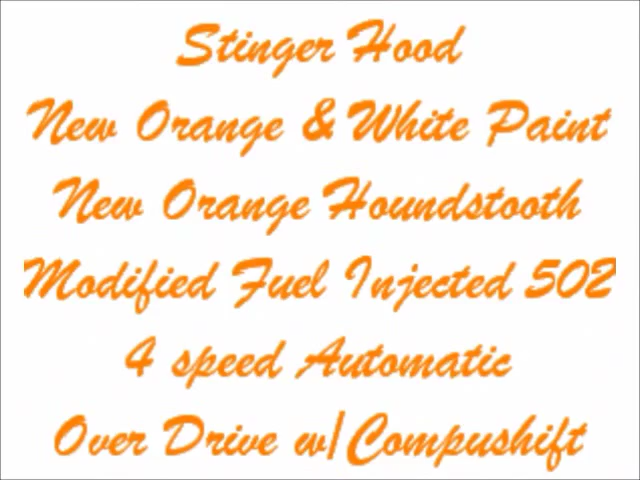 Stinger Hood
New Orange & White Paint
New Orange Houndstooth
Modified Fuel Injected 502
4 speed Automatic
Over Drive w/Compushift